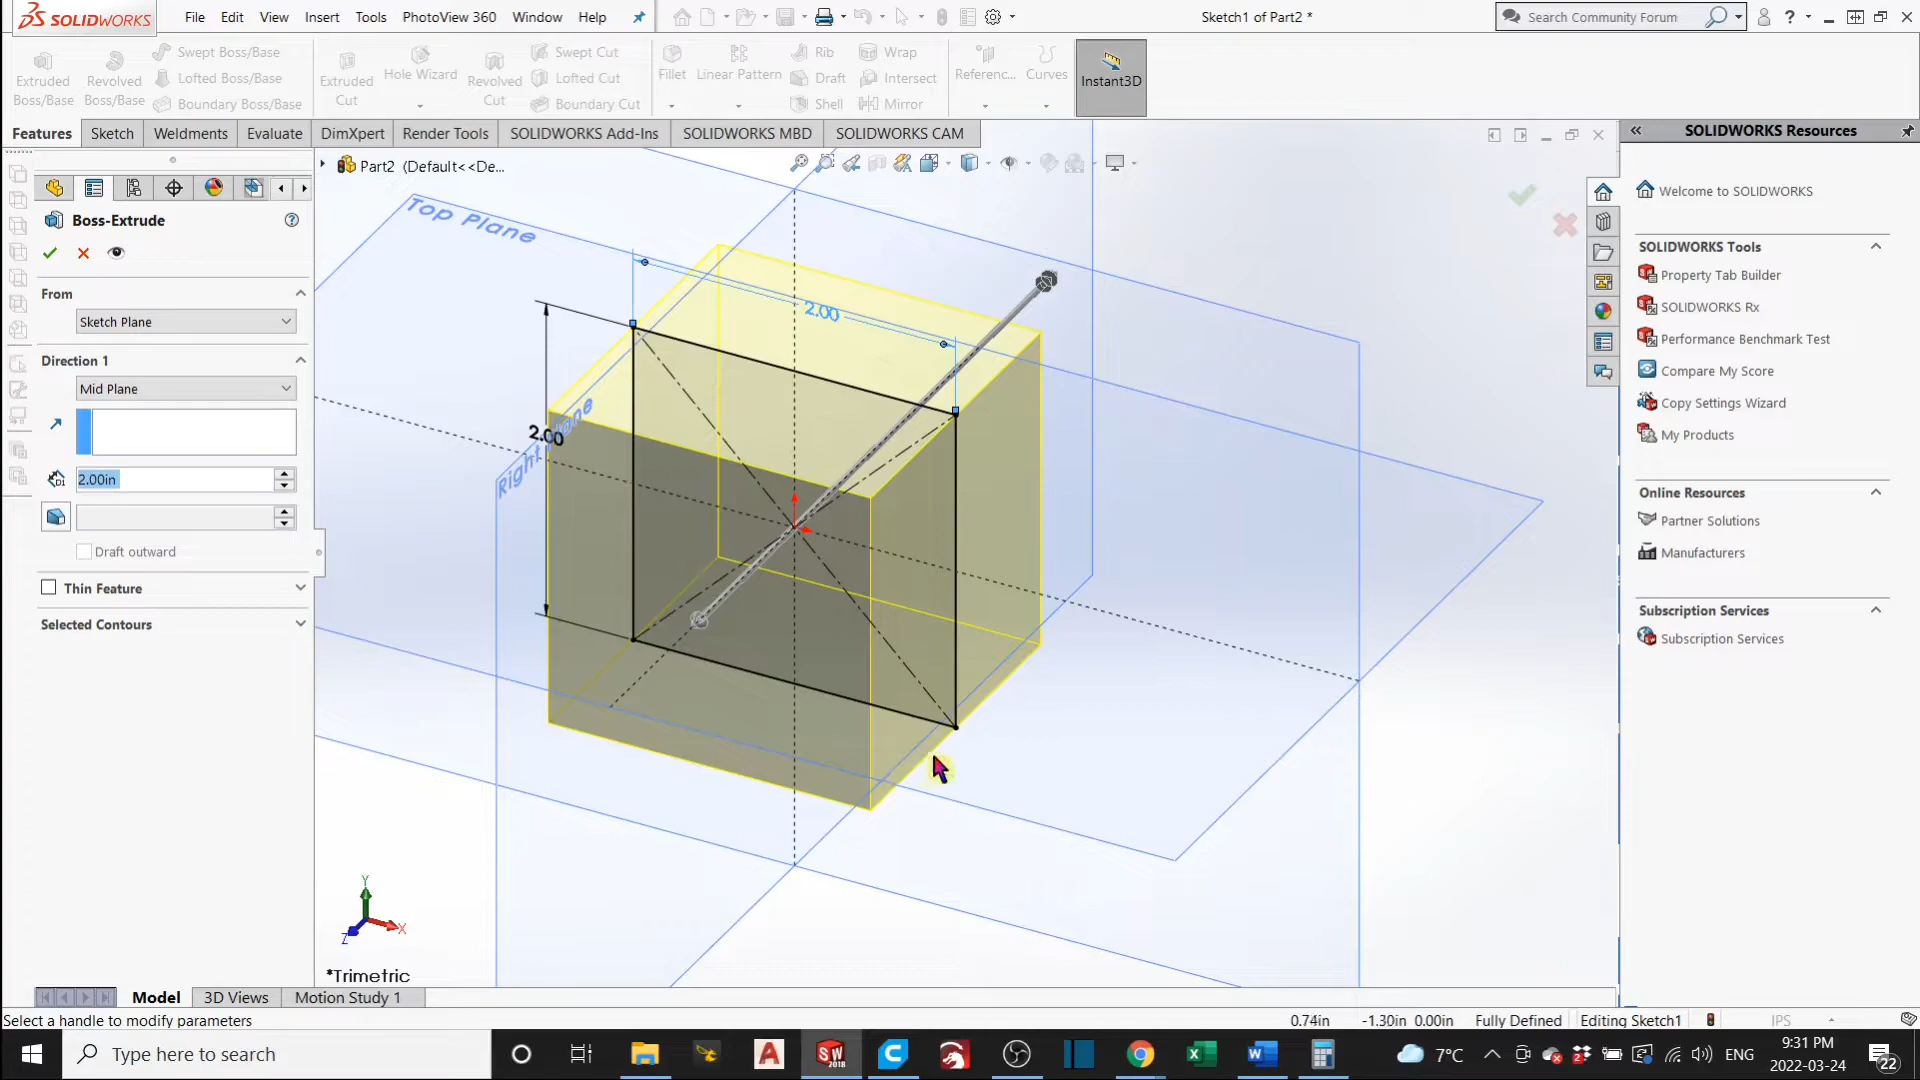 SOLIDWORKS
File Edit View Insert Tools PhotoView 360 Window Help
Sketch1 of Part2 *
Search Community Forum
Extruded Boss/Base
Revolved Boss/Base
Swept Boss/Base
Lofted Boss/Base
Boundary Boss/Base
Extruded Cut
Hole Wizard
Revolved Cut
Swept Cut
Lofted Cut
Boundary Cut
Fillet
Linear Pattern
Rib
Draft
Shell
Wrap
Intersect
Mirror
Referenc...
Curves
Instant3D
Features Sketch Weldments Evaluate DimXpert Render Tools SOLIDWORKS Add-Ins SOLIDWORKS MBD SOLIDWORKS CAM
Part2 (Default<<De...
Boss-Extrude
From
Sketch Plane
Direction 1
Mid Plane
D1
2.00in
Draft outward
Thin Feature
Selected Contours
Top Plane
Right Plane
2.00
2.00
Y
X
Z
*Trimetric
SOLIDWORKS Resources
Welcome to SOLIDWORKS
SOLIDWORKS Tools
Property Tab Builder
SOLIDWORKS Rx
Performance Benchmark Test
Compare My Score
Copy Settings Wizard
My Products
Online Resources
Partner Solutions
Manufacturers
Subscription Services
Subscription Services
Model 3D Views Motion Study 1
Select a handle to modify parameters
0.74in -1.30in 0.00in Fully Defined Editing Sketch1 IPS
Type here to search
SW
2018
7°C
ENG
9:31 PM
2022-03-24
22